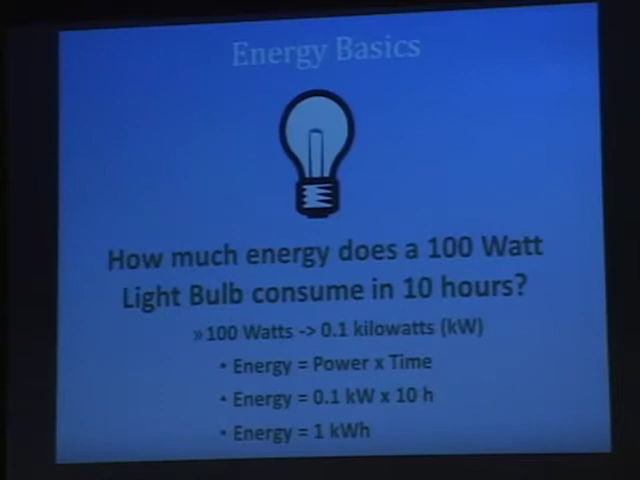 Energy Basics
How much energy does a 100 Watt
Light Bulb consume in 10 hours?
»100 Watts -> 0.1 kilowatts (kW)
• Energy = Power x Time
• Energy = 0.1 kW x 10 h
• Energy = 1 kWh